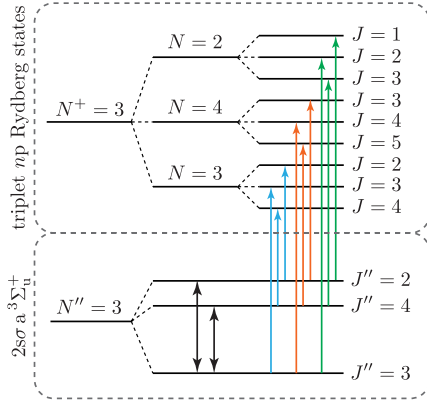 triplet np Rydberg states
N⁺ = 3
N = 2
J = 1
J = 2
J = 3
N = 4
J = 3
J = 4
J = 5
N = 3
J = 2
J = 3
J = 4
2sσ a ³Σᵤ⁺
N″ = 3
J″ = 2
J″ = 4
J″ = 3